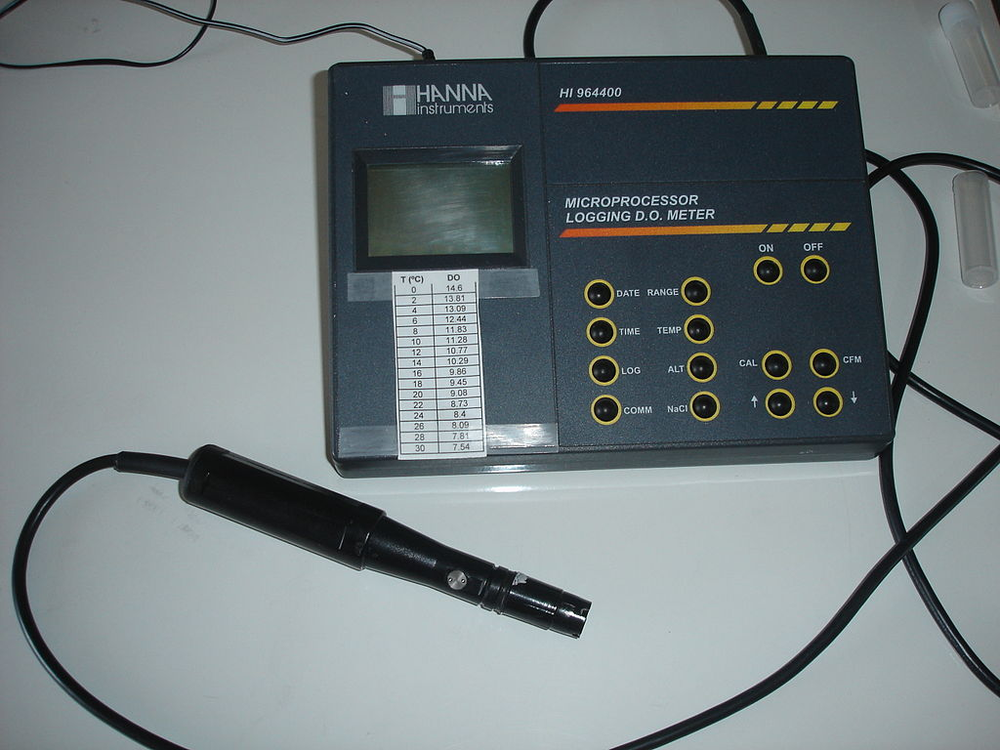 HANNA
instruments
HI 964400
MICROPROCESSOR
LOGGING D.O. METER
ON OFF
DATE RANGE
TIME TEMP
LOG ALT CAL CFM
COMM NaCl ↑ ↓
T (ºC) DO
0 14.6
2 13.81
4 13.09
6 12.44
8 11.83
10 11.28
12 10.77
14 10.29
16 9.86
18 9.45
20 9.08
22 8.73
24 8.4
26 8.09
28 7.81
30 7.54